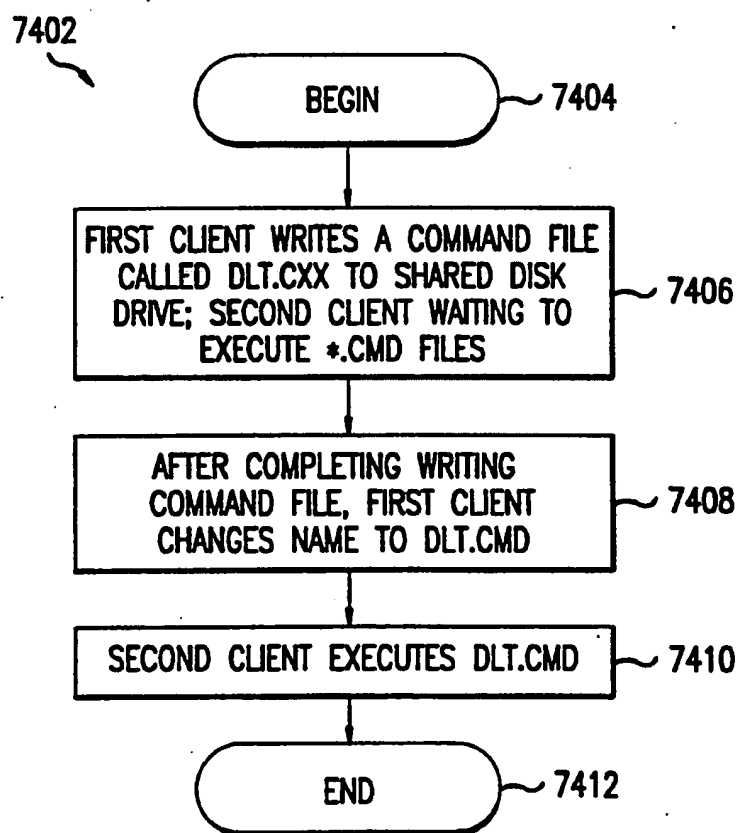 7402
BEGIN
7404
FIRST CLIENT WRITES A COMMAND FILE
CALLED DLT.CXX TO SHARED DISK
DRIVE; SECOND CLIENT WAITING TO
EXECUTE *.CMD FILES
7406
AFTER COMPLETING WRITING
COMMAND FILE, FIRST CLIENT
CHANGES NAME TO DLT.CMD
7408
SECOND CLIENT EXECUTES DLT.CMD
7410
END
7412